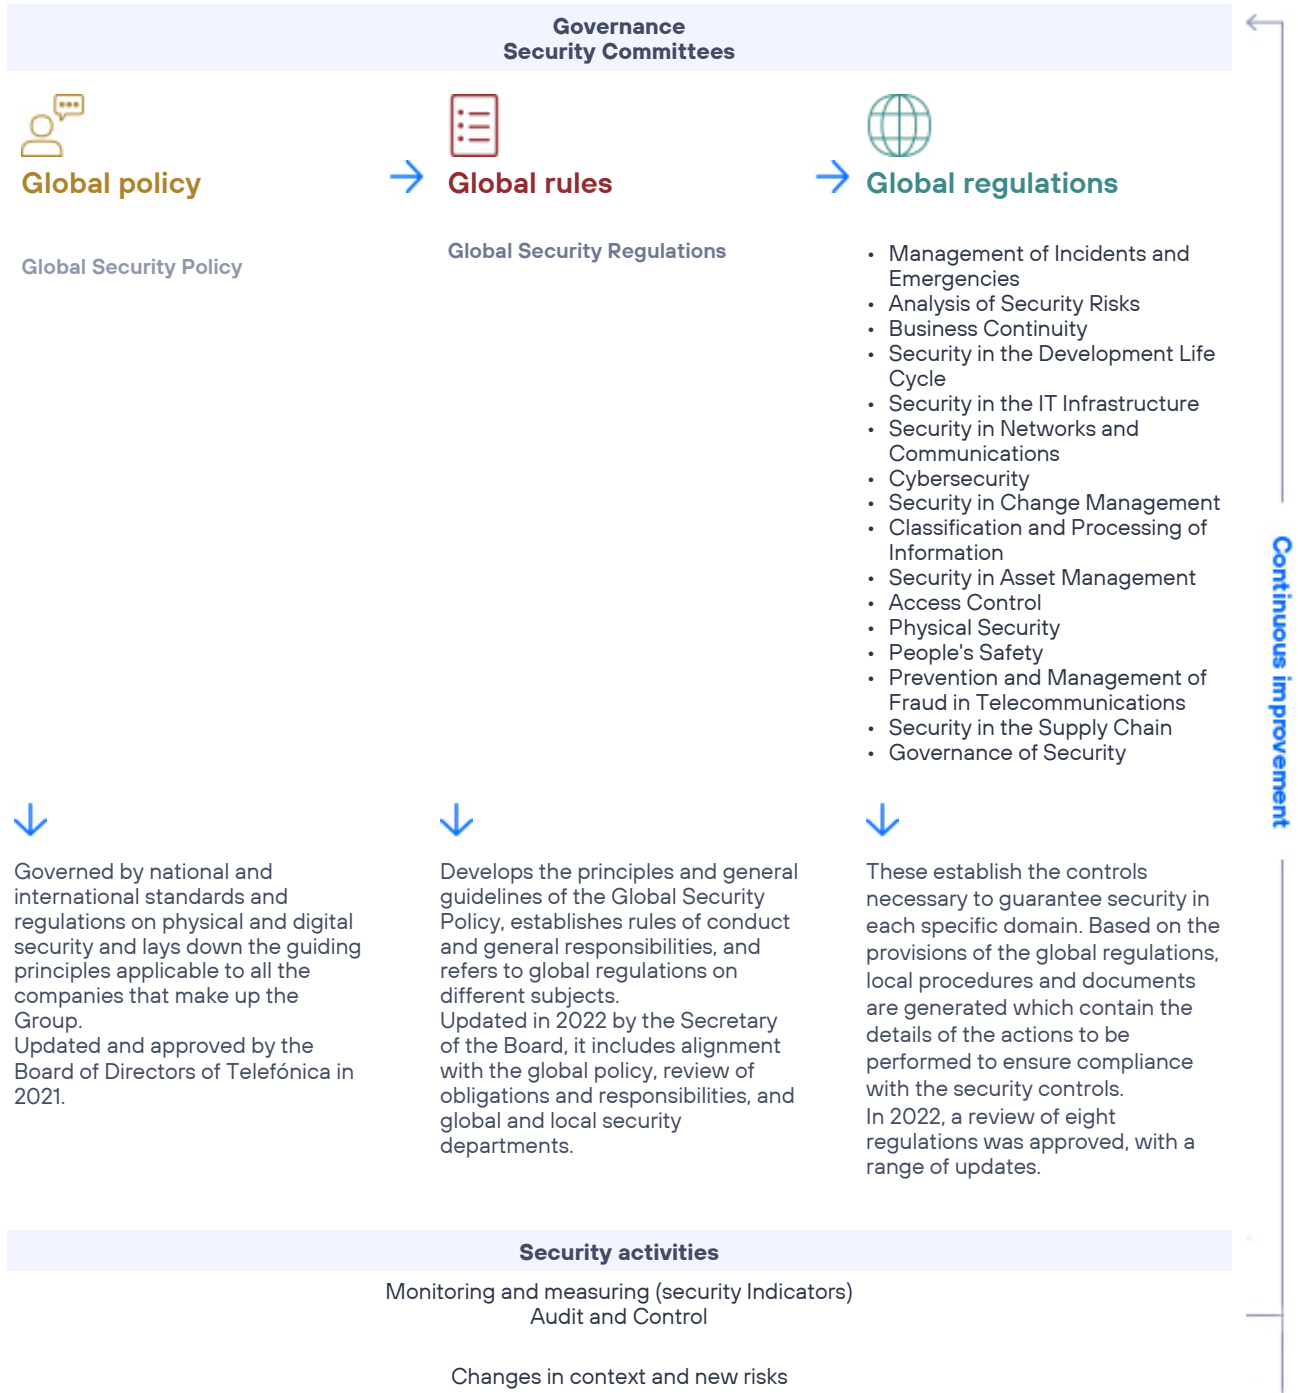 Governance
Security Committees
Global policy
Global Security Policy
Global rules
Global Security Regulations
Global regulations
• Management of Incidents and
Emergencies
• Analysis of Security Risks
• Business Continuity
• Security in the Development Life
Cycle
• Security in the IT Infrastructure
• Security in Networks and
Communications
• Cybersecurity
• Security in Change Management
• Classification and Processing of
Information
• Security in Asset Management
• Access Control
• Physical Security
• People's Safety
• Prevention and Management of
Fraud in Telecommunications
• Security in the Supply Chain
• Governance of Security
Governed by national and
international standards and
regulations on physical and digital
security and lays down the guiding
principles applicable to all the
companies that make up the
Group.
Updated and approved by the
Board of Directors of Telefónica in
2021.
Develops the principles and general
guidelines of the Global Security
Policy, establishes rules of conduct
and general responsibilities, and
refers to global regulations on
different subjects.
Updated in 2022 by the Secretary
of the Board, it includes alignment
with the global policy, review of
obligations and responsibilities, and
global and local security
departments.
These establish the controls
necessary to guarantee security in
each specific domain. Based on the
provisions of the global regulations,
local procedures and documents
are generated which contain the
details of the actions to be
performed to ensure compliance
with the security controls.
In 2022, a review of eight
regulations was approved, with a
range of updates.
Continuous improvement
Security activities
Monitoring and measuring (security Indicators)
Audit and Control
Changes in context and new risks